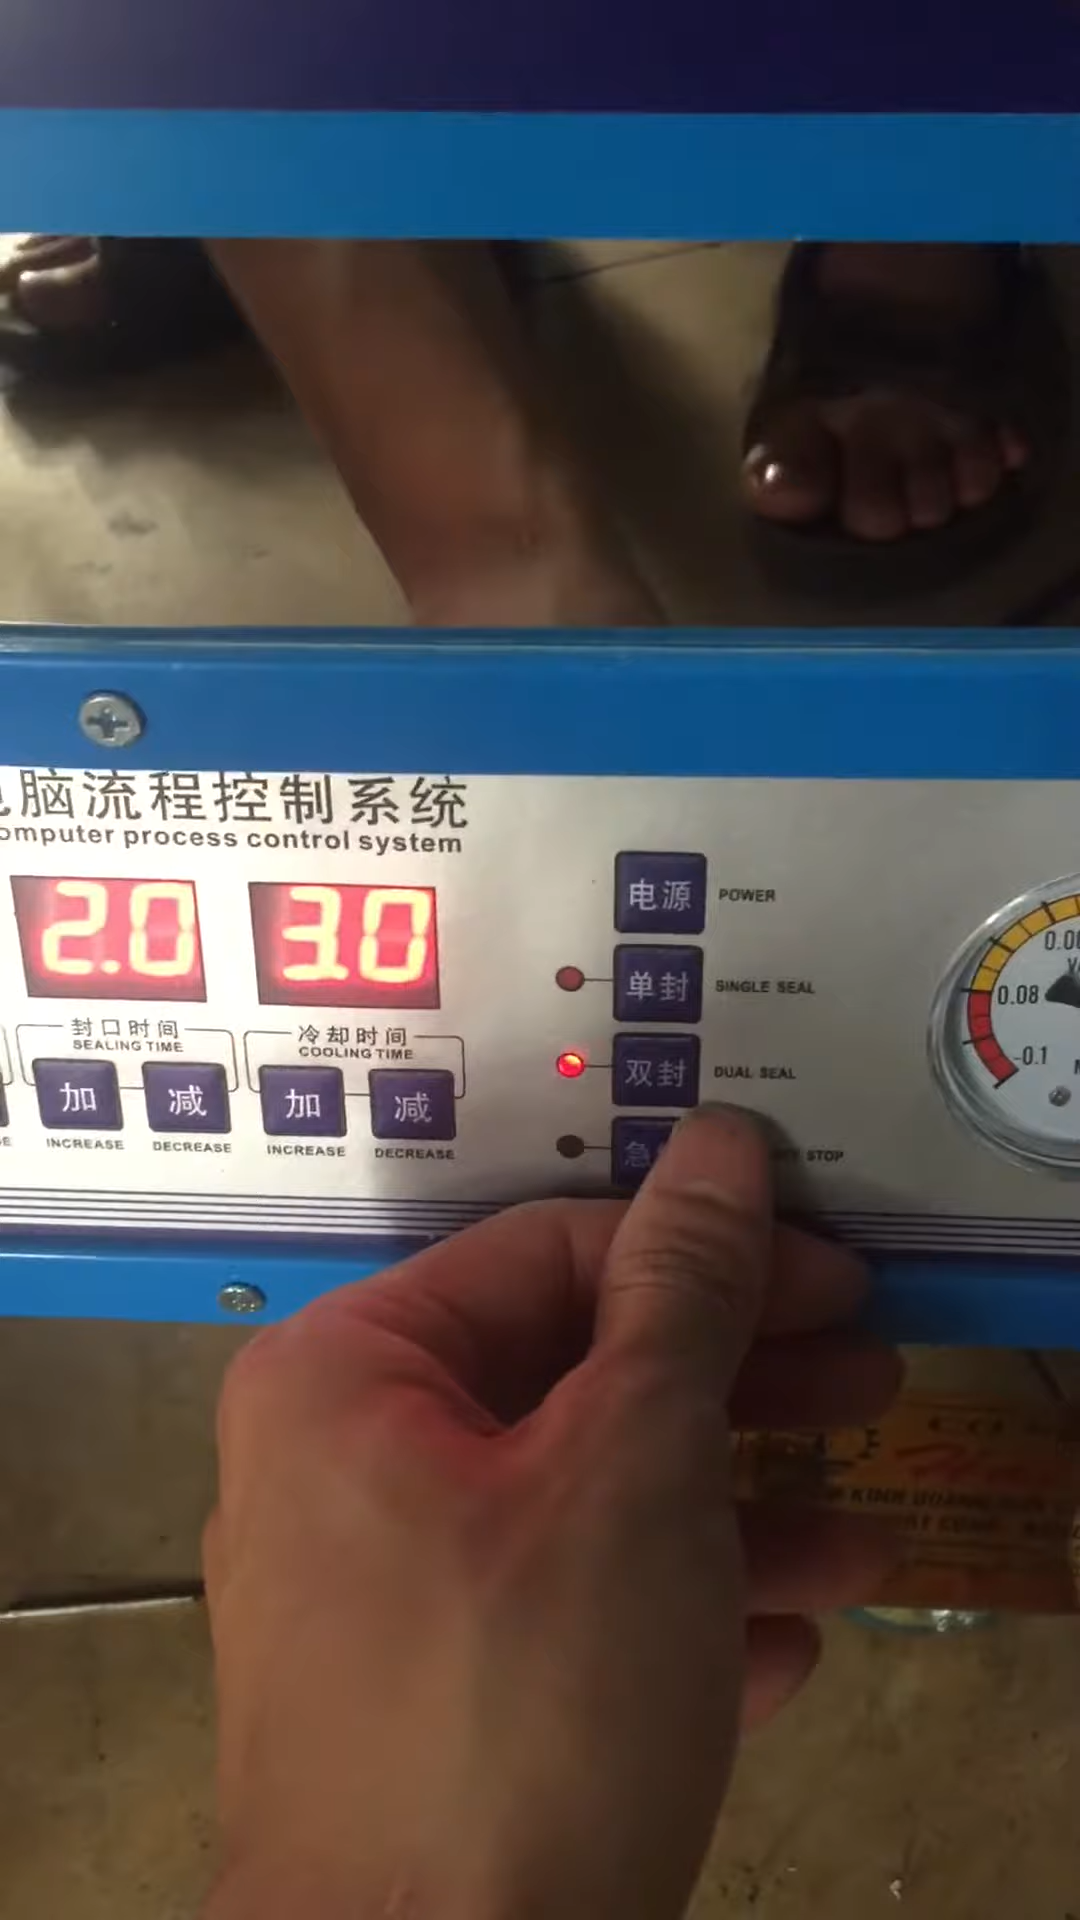 脑流程控制系统
omputer process control system
2.0
3.0
封口时间
SEALING TIME
冷却时间
COOLING TIME
加
减
加
减
INCREASE
DECREASE
INCREASE
DECREASE
电源
POWER
单封
SINGLE SEAL
双封
DUAL SEAL
急
STOP
0.08
-0.1